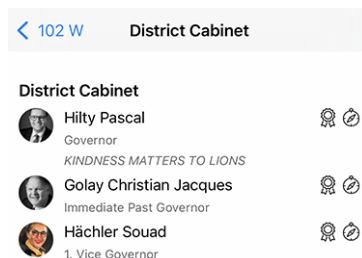 102 W
District Cabinet
District Cabinet
Hilty Pascal
Governor
KINDNESS MATTERS TO LIONS
Golay Christian Jacques
Immediate Past Governor
Hächler Souad
1. Vice Governor